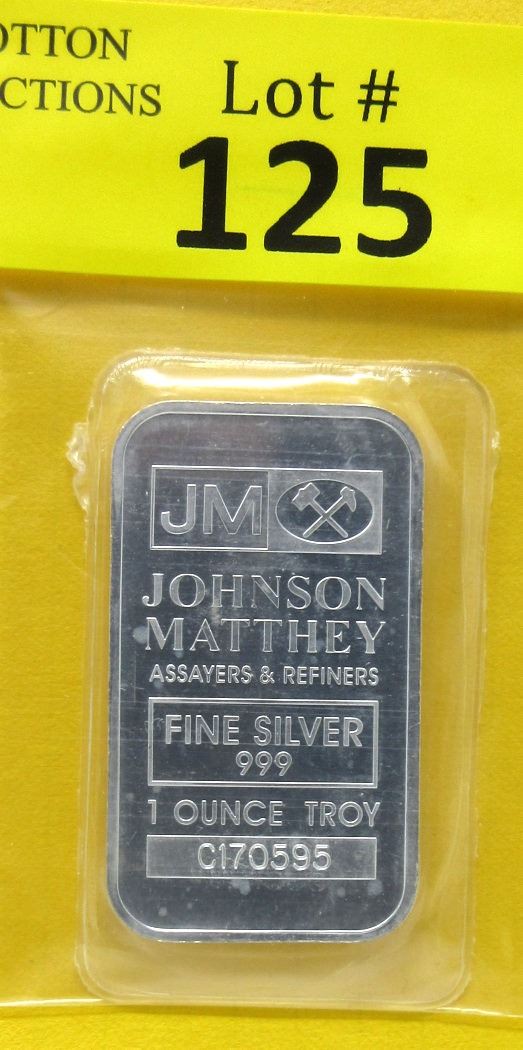 OTTON
CTIONS
Lot #
125
JM
JOHNSON
MATTHEY
ASSAYERS & REFINERS
FINE SILVER
999
1 OUNCE TROY
C170595